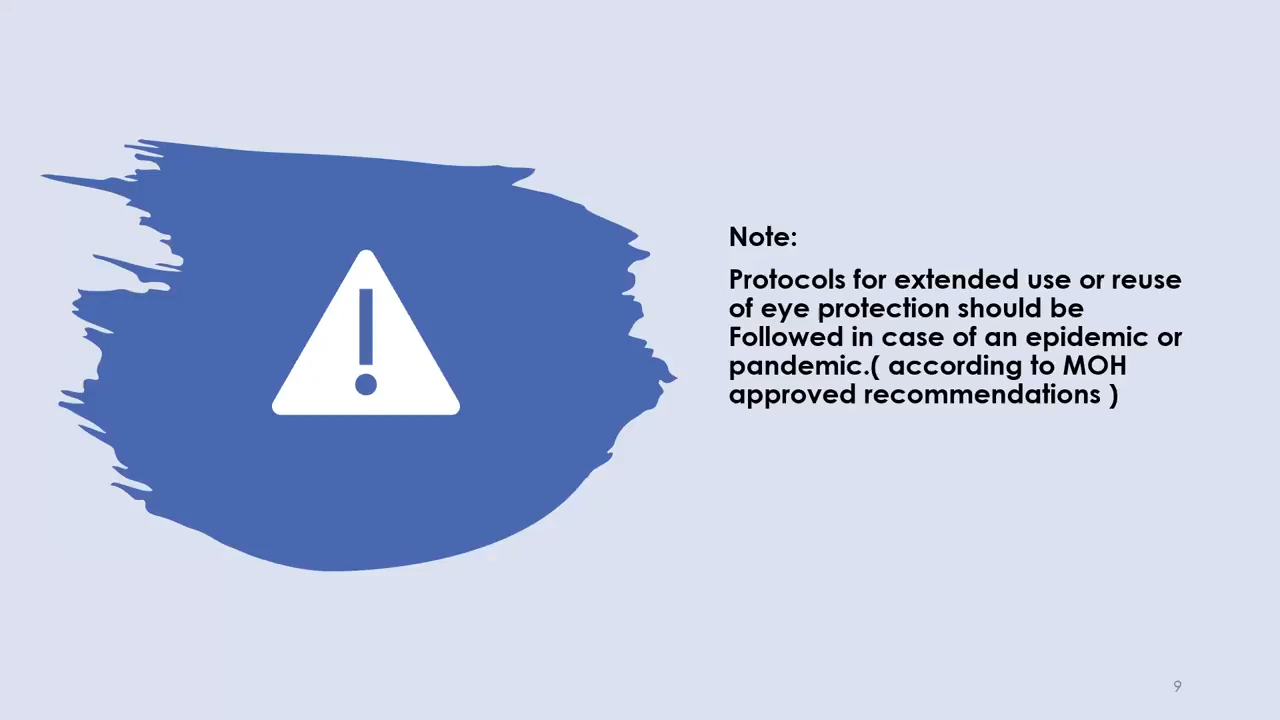 Note:
Protocols for extended use or reuse
of eye protection should be
Followed in case of an epidemic or
pandemic.( according to MOH
approved recommendations )
9